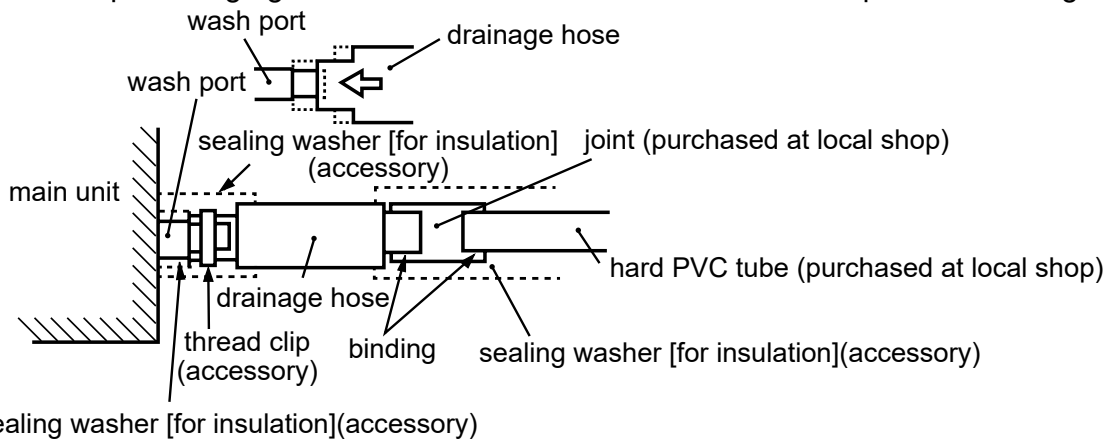 wash port
drainage hose
wash port
sealing washer [for insulation]
(accessory)
joint (purchased at local shop)
main unit
hard PVC tube (purchased at local shop)
drainage hose
thread clip
(accessory)
binding
sealing washer [for insulation](accessory)
ealing washer [for insulation](accessory)